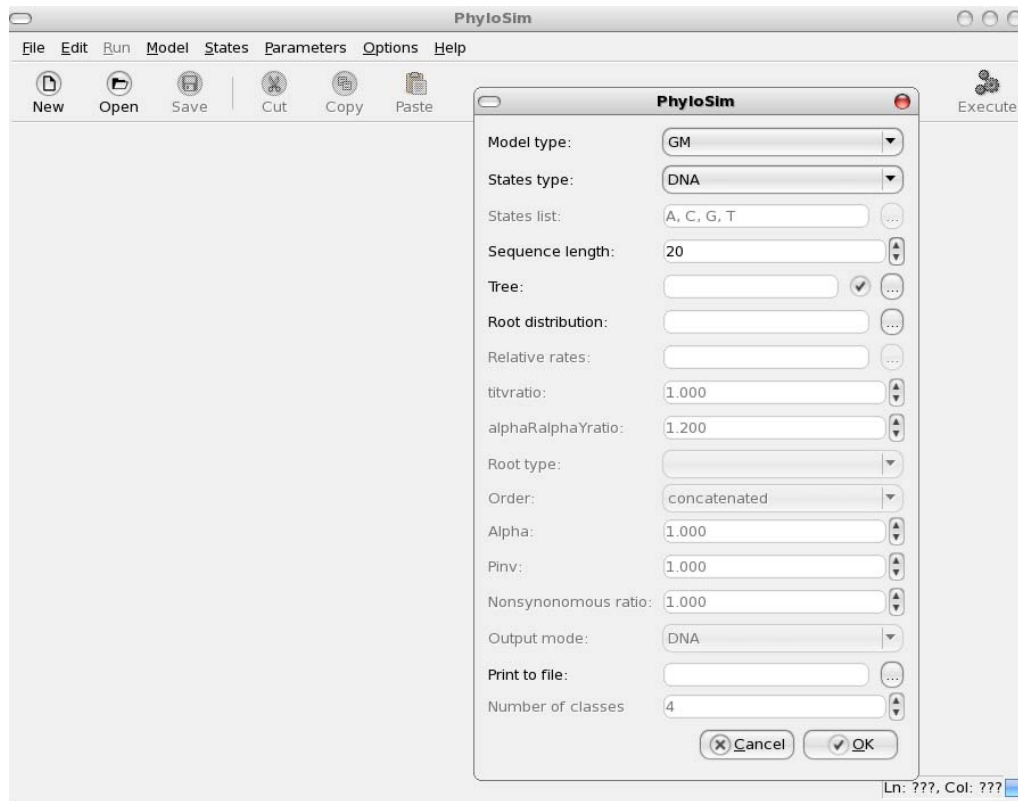 PhyloSim
File Edit Run Model States Parameters Options Help
New Open Save Cut Copy Paste Execute
PhyloSim
Model type: GM
States type: DNA
States list: A, C, G, T ...
Sequence length: 20
Tree: ...
Root distribution: ...
Relative rates: ...
titvratio: 1.000
alphaRalphaYratio: 1.200
Root type:
Order: concatenated
Alpha: 1.000
Pinv: 1.000
Nonsynonomous ratio: 1.000
Output mode: DNA
Print to file: ...
Number of classes 4
Cancel OK
Ln: ???, Col: ???